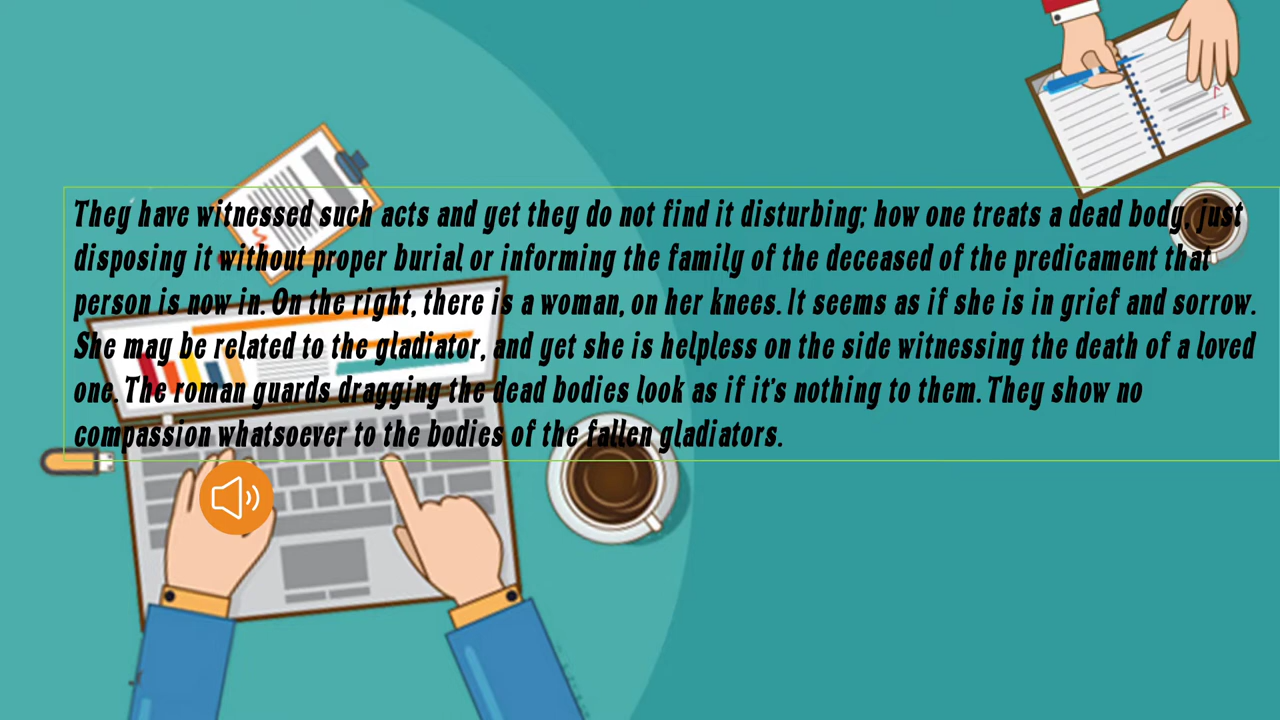 They have witnessed such acts and yet they do not find it disturbing; how one treats a dead body, just
disposing it without proper burial or informing the family of the deceased of the predicament that
person is now in. On the right, there is a woman, on her knees. It seems as if she is in grief and sorrow.
She may be related to the gladiator, and yet she is helpless on the side witnessing the death of a loved
one. The roman guards dragging the dead bodies look as if it's nothing to them. They show no
compassion whatsoever to the bodies of the fallen gladiators.